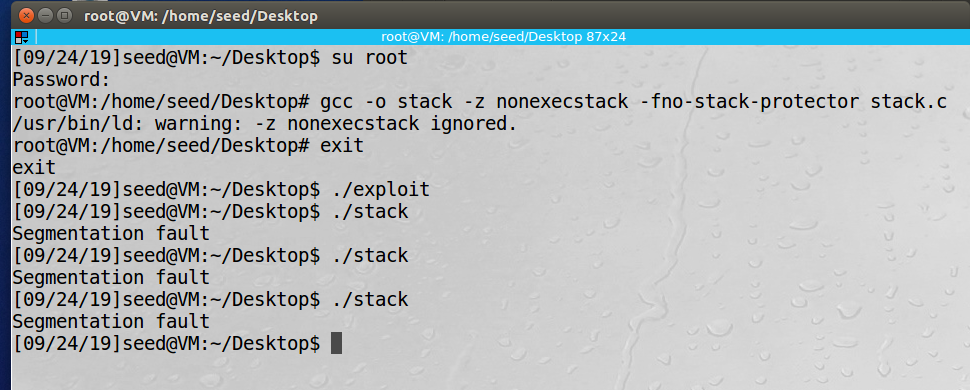 root@VM: /home/seed/Desktop
root@VM: /home/seed/Desktop 87x24
[09/24/19]seed@VM:~/Desktop$ su root
Password:
root@VM:/home/seed/Desktop# gcc -o stack -z nonexecstack -fno-stack-protector stack.c
/usr/bin/ld: warning: -z nonexecstack ignored.
root@VM:/home/seed/Desktop# exit
exit
[09/24/19]seed@VM:~/Desktop$ ./exploit
[09/24/19]seed@VM:~/Desktop$ ./stack
Segmentation fault
[09/24/19]seed@VM:~/Desktop$ ./stack
Segmentation fault
[09/24/19]seed@VM:~/Desktop$ ./stack
Segmentation fault
[09/24/19]seed@VM:~/Desktop$